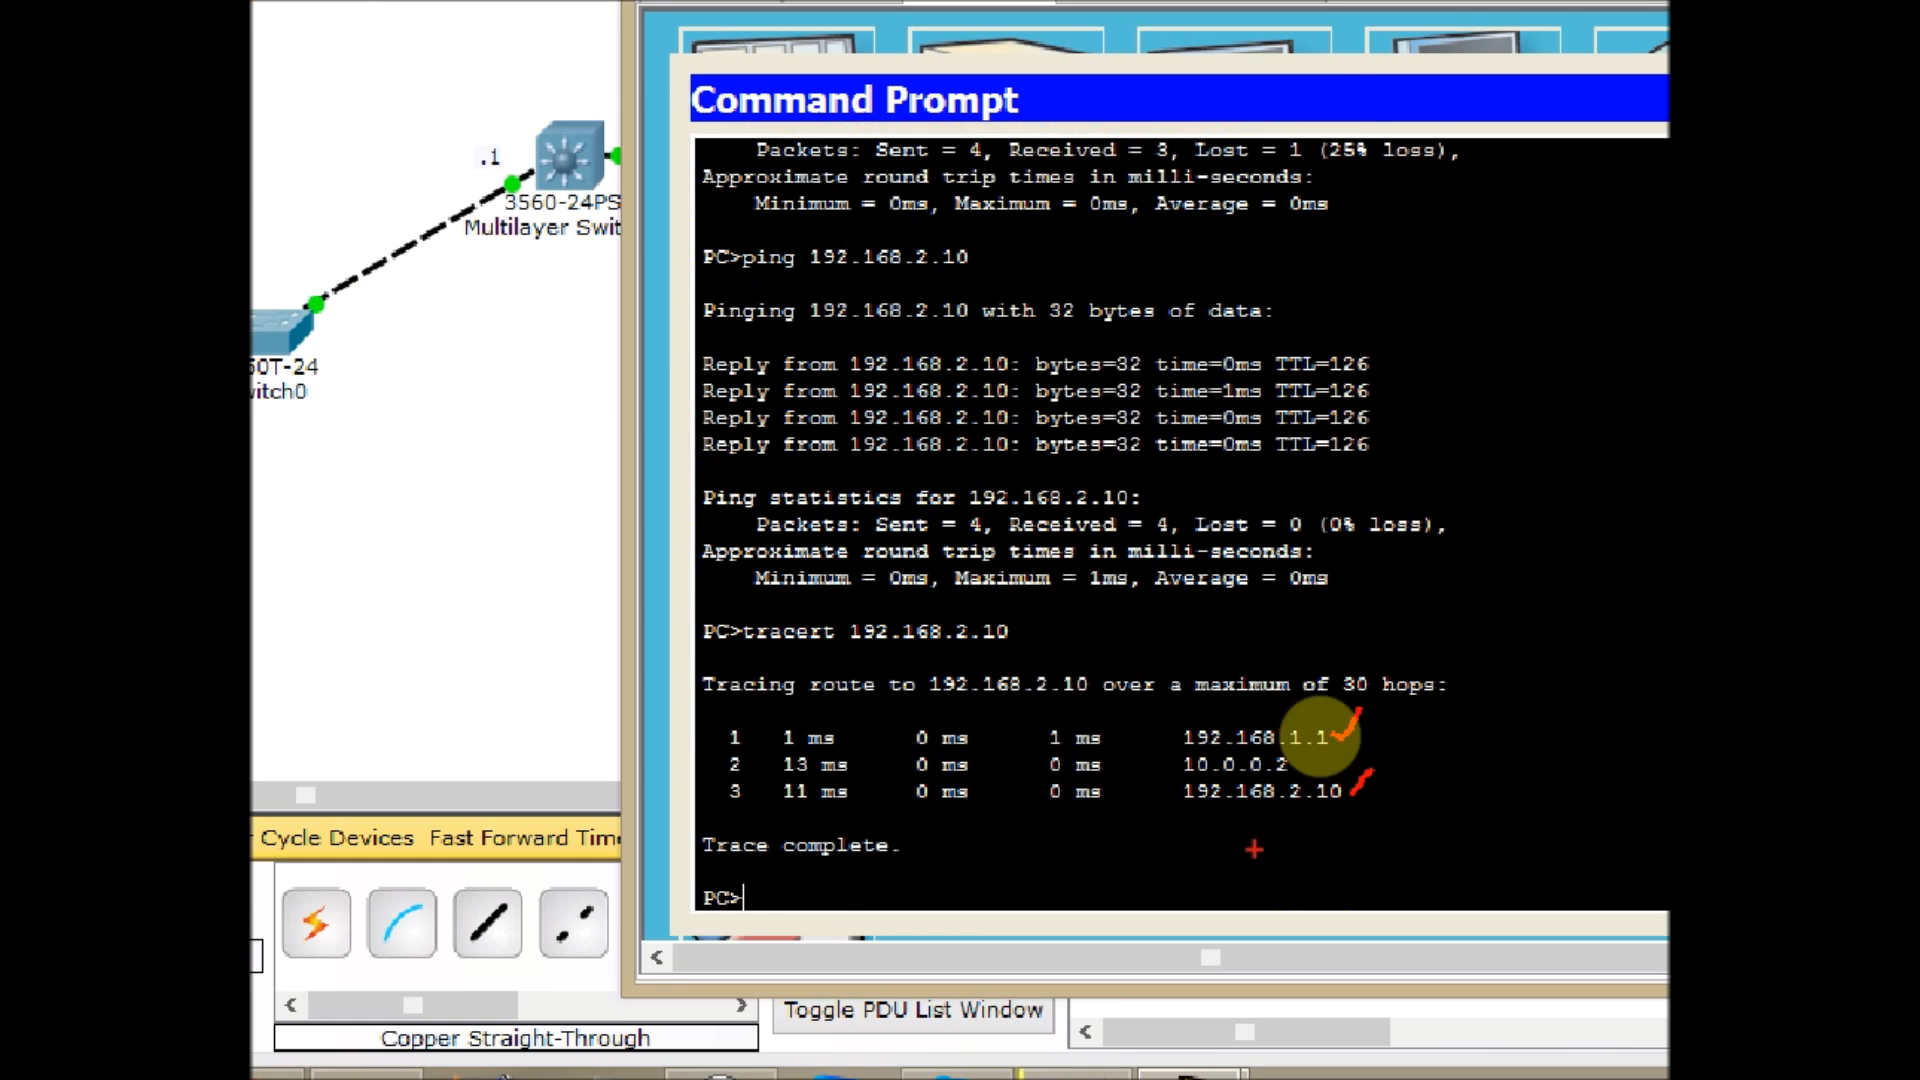 Command Prompt
Packets: Sent = 4, Received = 3, Lost = 1 (25% loss),
Approximate round trip times in milli-seconds:
Minimum = 0ms, Maximum = 0ms, Average = 0ms
PC>ping 192.168.2.10
Pinging 192.168.2.10 with 32 bytes of data:
Reply from 192.168.2.10: bytes=32 time=0ms TTL=126
Reply from 192.168.2.10: bytes=32 time=1ms TTL=126
Reply from 192.168.2.10: bytes=32 time=0ms TTL=126
Reply from 192.168.2.10: bytes=32 time=0ms TTL=126
Ping statistics for 192.168.2.10:
Packets: Sent = 4, Received = 4, Lost = 0 (0% loss),
Approximate round trip times in milli-seconds:
Minimum = 0ms, Maximum = 1ms, Average = 0ms
PC>tracert 192.168.2.10
Tracing route to 192.168.2.10 over a maximum of 30 hops:
1 1 ms 0 ms 1 ms 192.168.1.1
2 13 ms 0 ms 0 ms 10.0.0.2
3 11 ms 0 ms 0 ms 192.168.2.10
Trace complete.
PC>
.1
3560-24PS
Multilayer Swit
50T-24
witch0
Cycle Devices Fast Forward Time
Copper Straight-Through
Toggle PDU List Window